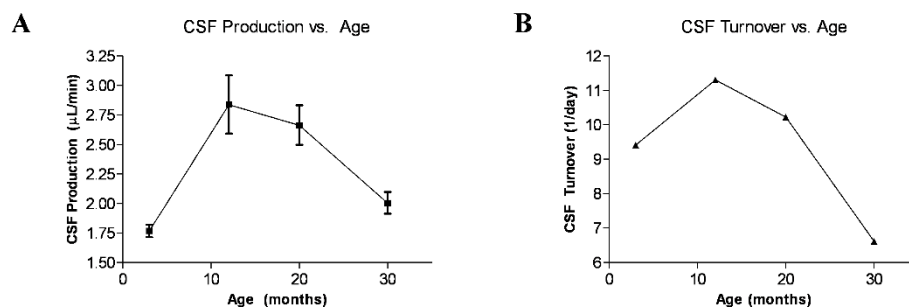 A
CSF Production vs. Age
CSF Production (µL/min)
3.25
3.00
2.75
2.50
2.25
2.00
1.75
1.50
0
10
20
30
Age (months)
B
CSF Turnover vs. Age
CSF Turnover (1/day)
12
11
10
9
8
7
6
0
10
20
30
Age (months)